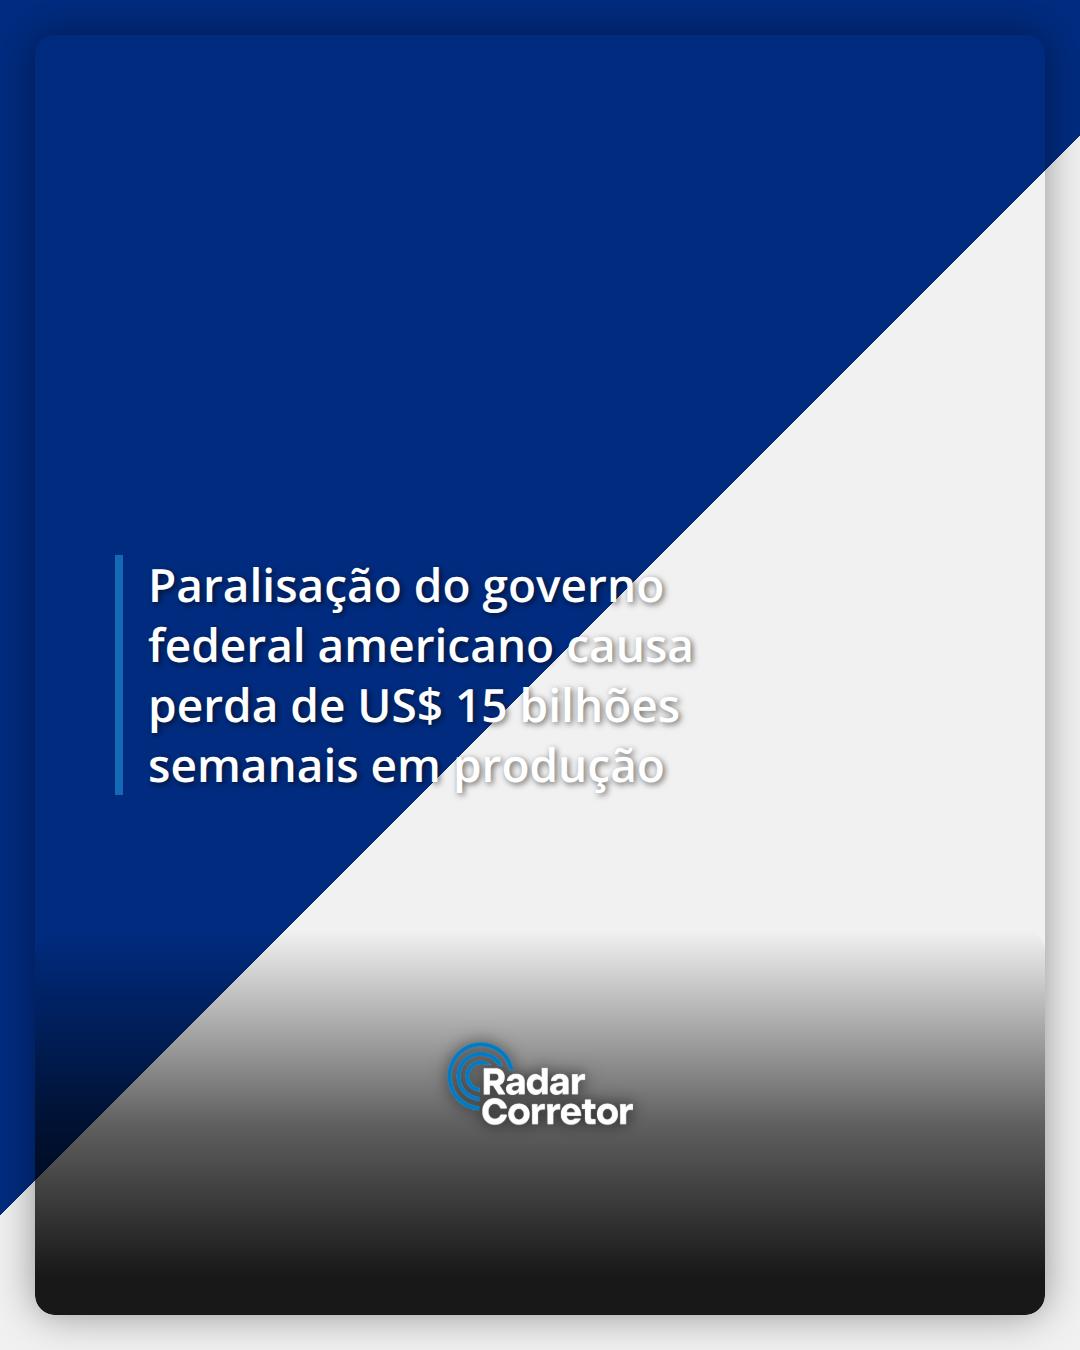 Paralisação do governo
federal americano causa
perda de US$ 15 bilhões
semanais em produção
Radar
Corretor